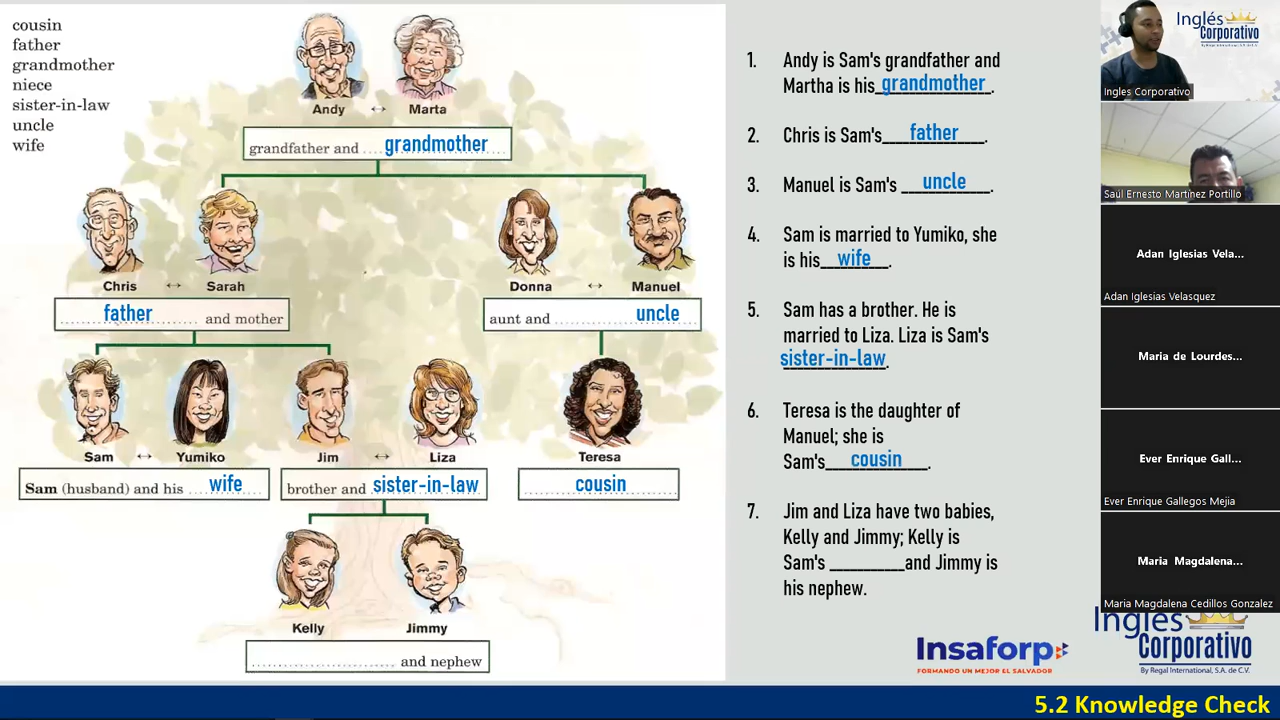 cousin
father
grandmother
niece
sister-in-law
uncle
wife
Andy ↔ Marta
grandfather and grandmother
Chris ↔ Sarah
father and mother
Donna ↔ Manuel
aunt and uncle
Sam ↔ Yumiko
Sam (husband) and his wife
Jim ↔ Liza
brother and sister-in-law
Teresa
cousin
Kelly
Jimmy
and nephew
1. Andy is Sam's grandfather and
Martha is his grandmother.
2. Chris is Sam's father.
3. Manuel is Sam's uncle.
4. Sam is married to Yumiko, she
is his wife.
5. Sam has a brother. He is
married to Liza. Liza is Sam's
sister-in-law.
6. Teresa is the daughter of
Manuel; she is
Sam's cousin.
7. Jim and Liza have two babies,
Kelly and Jimmy; Kelly is
Sam's __________and Jimmy is
his nephew.
Insaforp
FORMANDO UN MEJOR EL SALVADOR
Inglés
Corporativo
By Regal International, S.A. de C.V.
5.2 Knowledge Check
Inglés
Corporativo
Ingles Corporativo
Saúl Ernesto Martínez Portillo
Adan Iglesias Vela...
Adan Iglesias Velasquez
Maria de Lourdes...
Ever Enrique Gall...
Ever Enrique Gallegos Mejia
Maria Magdalena...
Maria Magdalena Cedillos Gonzalez